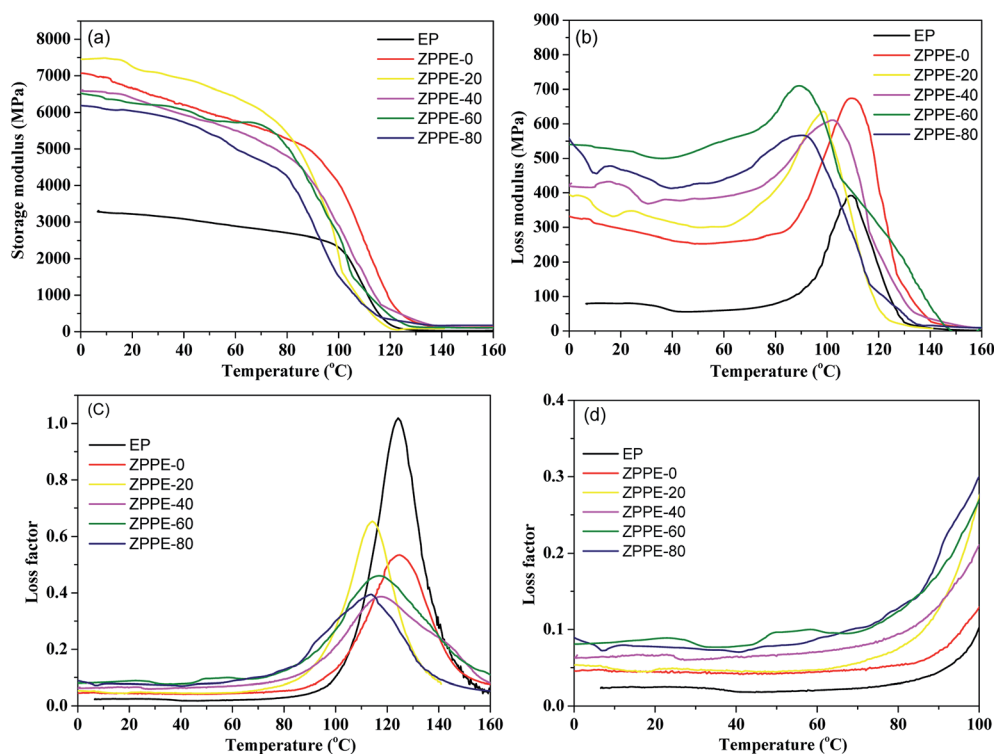 (a)
EP
ZPPE-0
ZPPE-20
ZPPE-40
ZPPE-60
ZPPE-80
Storage modulus (MPa)
8000
7000
6000
5000
4000
3000
2000
1000
0
0 20 40 60 80 100 120 140 160
Temperature (°C)
(b)
EP
ZPPE-0
ZPPE-20
ZPPE-40
ZPPE-60
ZPPE-80
Loss modulus (MPa)
900
800
700
600
500
400
300
200
100
0
0 20 40 60 80 100 120 140 160
Temperature (°C)
(C)
EP
ZPPE-0
ZPPE-20
ZPPE-40
ZPPE-60
ZPPE-80
Loss factor
1.0
0.8
0.6
0.4
0.2
0.0
0 20 40 60 80 100 120 140 160
Temperature (°C)
(d)
EP
ZPPE-0
ZPPE-20
ZPPE-40
ZPPE-60
ZPPE-80
Loss factor
0.4
0.3
0.2
0.1
0.0
0 20 40 60 80 100
Temperature (°C)